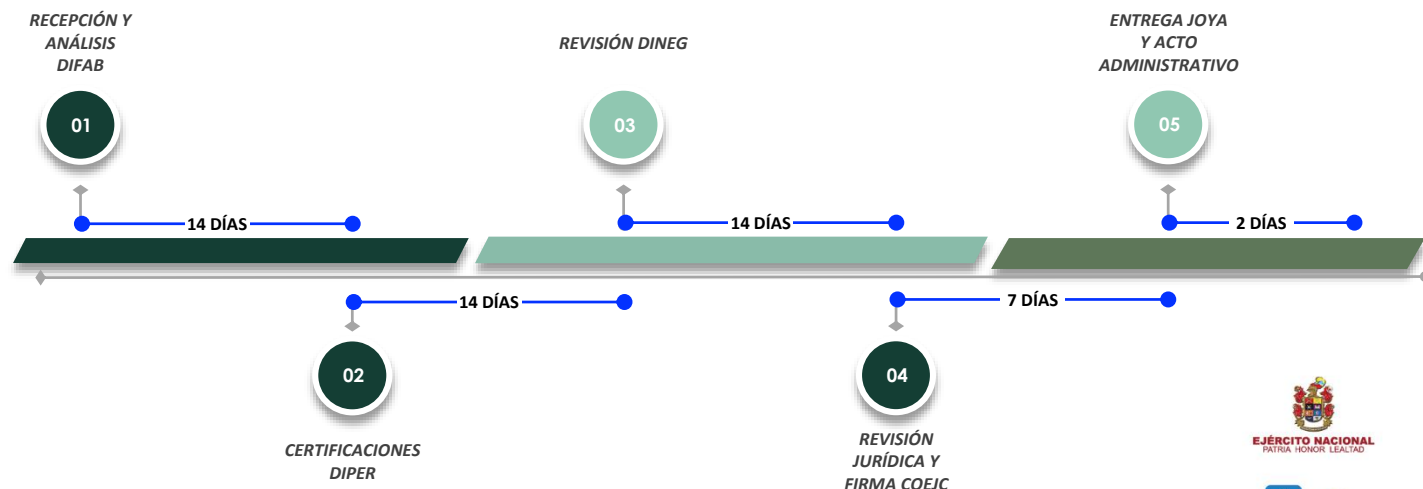 RECEPCIÓN Y
ANÁLISIS
DIFAB
01
14 DÍAS
REVISIÓN DINEG
03
14 DÍAS
ENTREGA JOYA
Y ACTO
ADMINISTRATIVO
05
2 DÍAS
14 DÍAS
02
CERTIFICACIONES
DIPER
7 DÍAS
04
REVISIÓN
JURÍDICA Y
FIRMA COEJC
EJÉRCITO NACIONAL
PATRIA HONOR LEALTAD